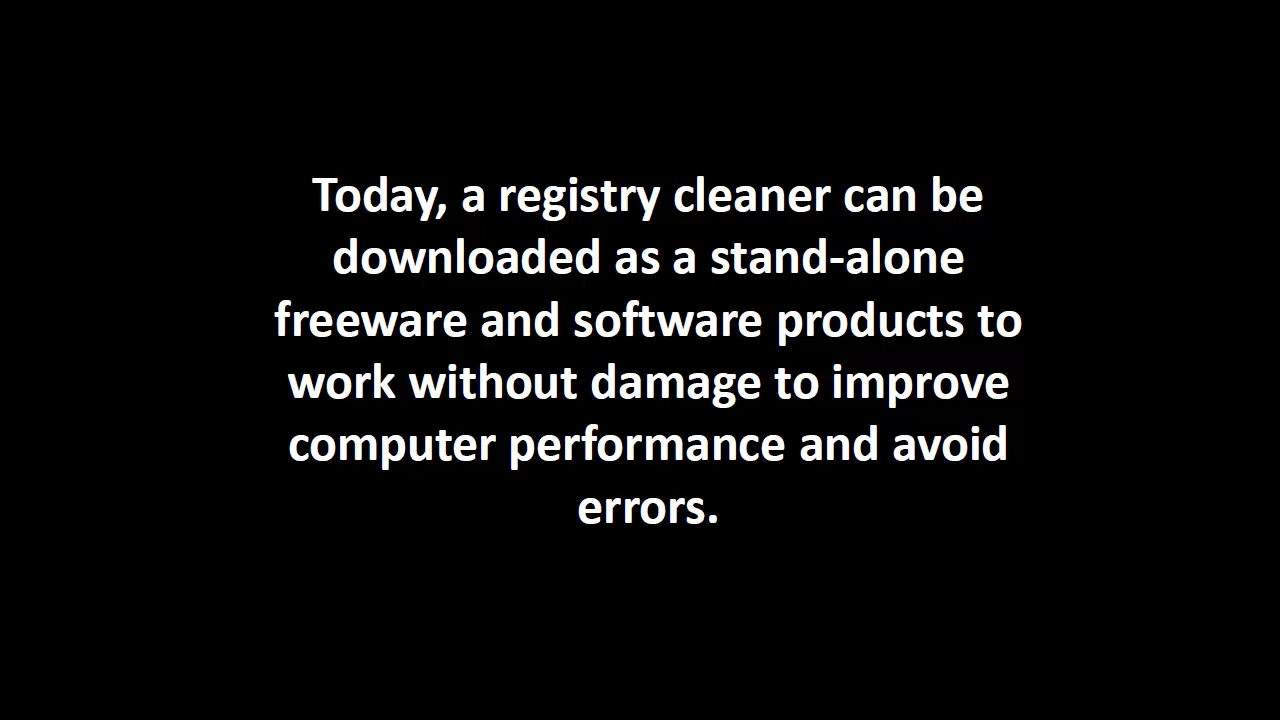 Today, a registry cleaner can be
downloaded as a stand-alone
freeware and software products to
work without damage to improve
computer performance and avoid
errors.